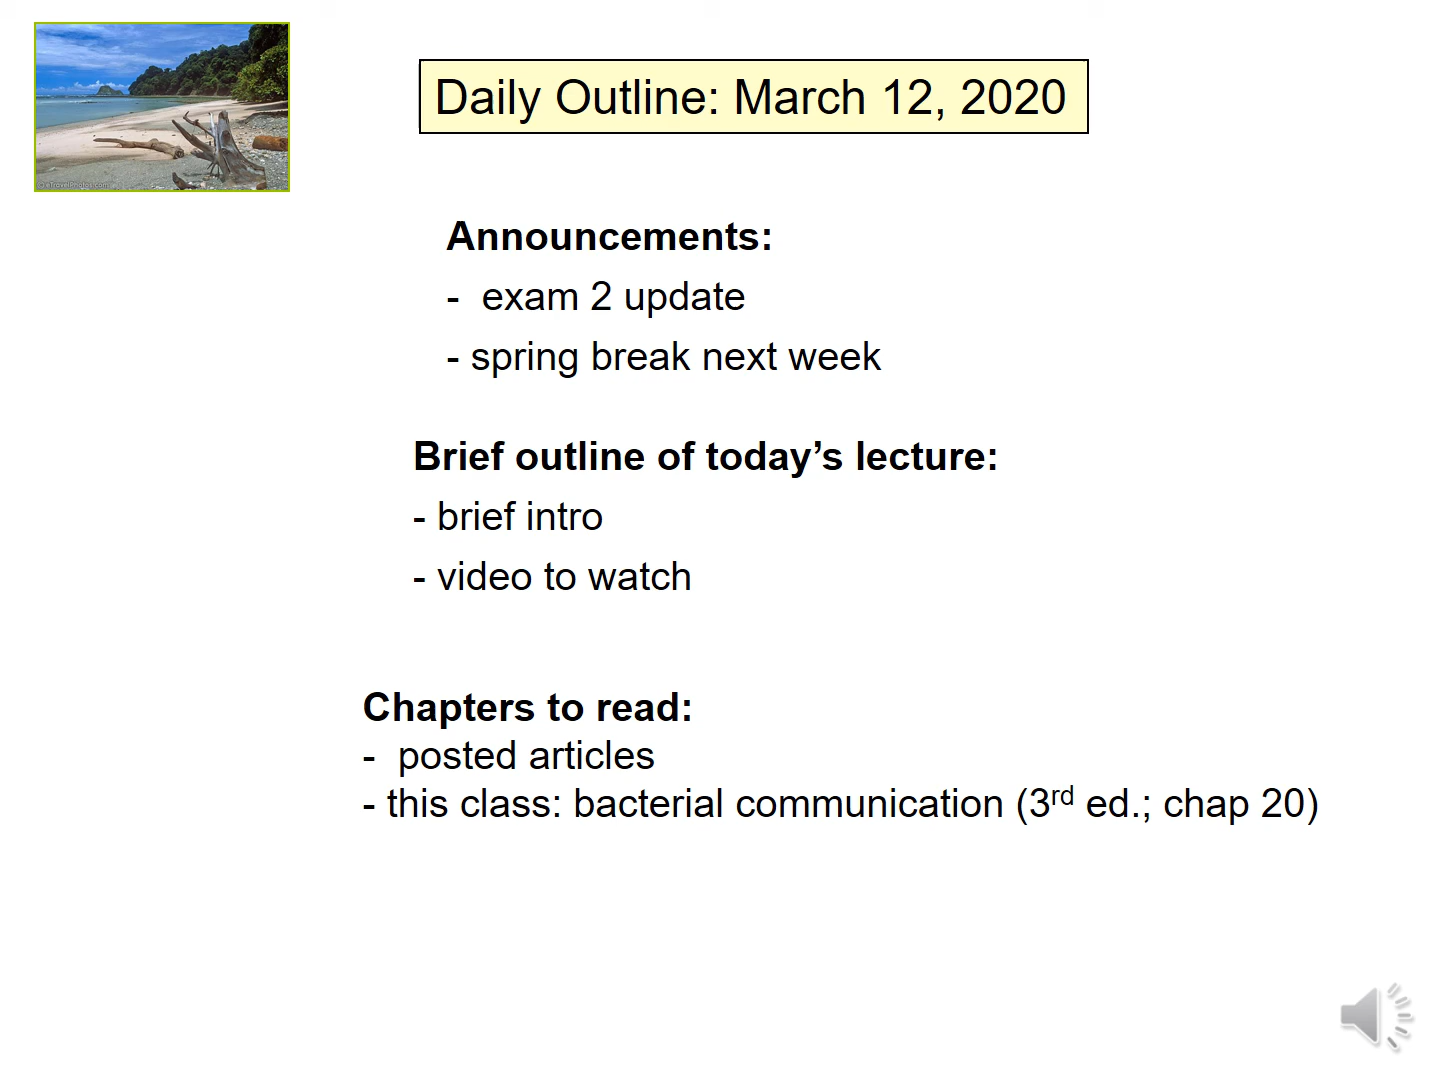 Daily Outline: March 12, 2020
Announcements:
- exam 2 update
- spring break next week
Brief outline of today’s lecture:
- brief intro
- video to watch
Chapters to read:
- posted articles
- this class: bacterial communication (3rd ed.; chap 20)